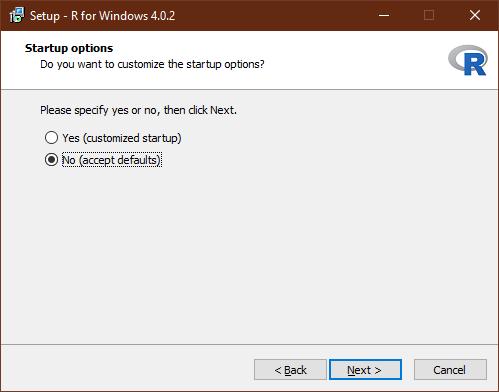 Setup - R for Windows 4.0.2
Startup options
Do you want to customize the startup options?
R
Please specify yes or no, then click Next.
Yes (customized startup)
No (accept defaults)
< Back Next > Cancel